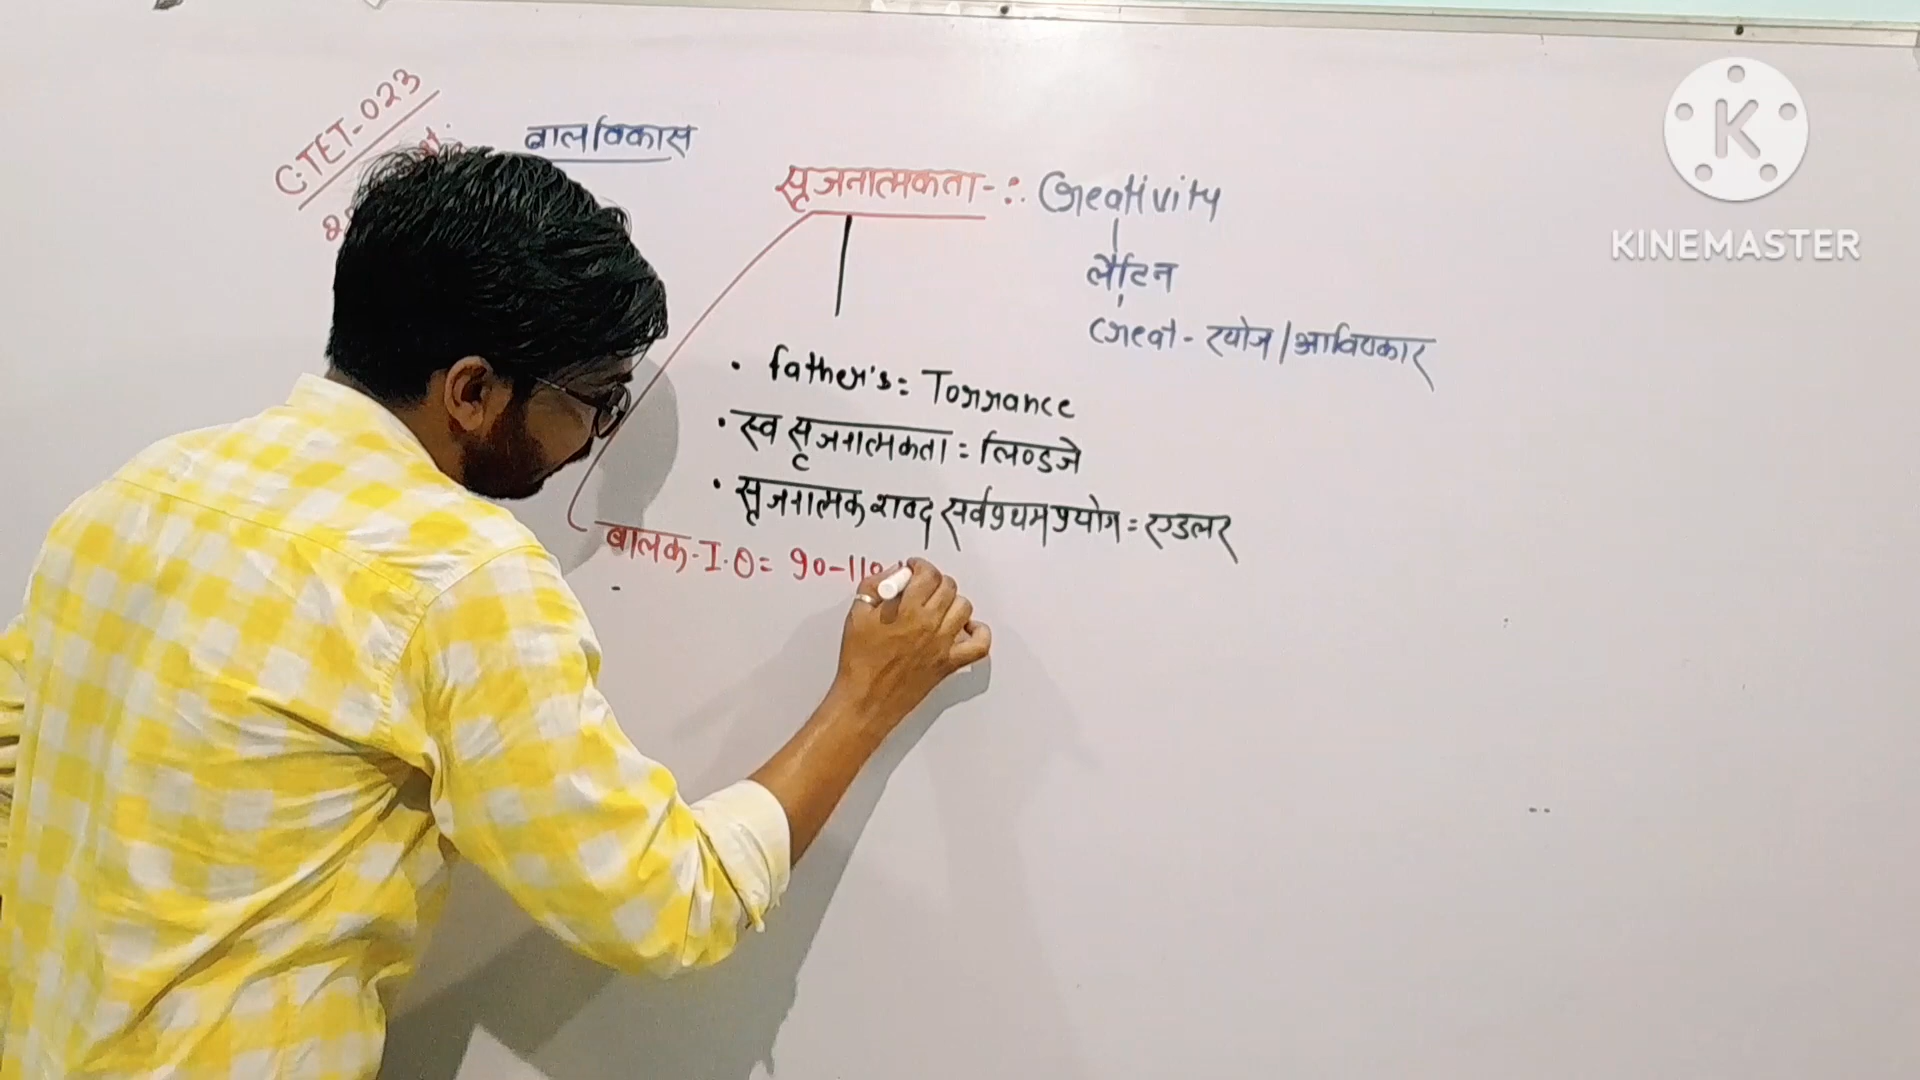 C.TET-023
बालविकास
सृजनात्मकता -: Creativity
लैटिन
Creat - खोज / आविष्कार
• father's = Torrance
• स्व सृजनात्मकता = लिण्डजे
• सृजनात्मक शब्द सर्वप्रथम प्रयोग = एडलर
बालक - I.Q = 90-110
K
KINEMASTER